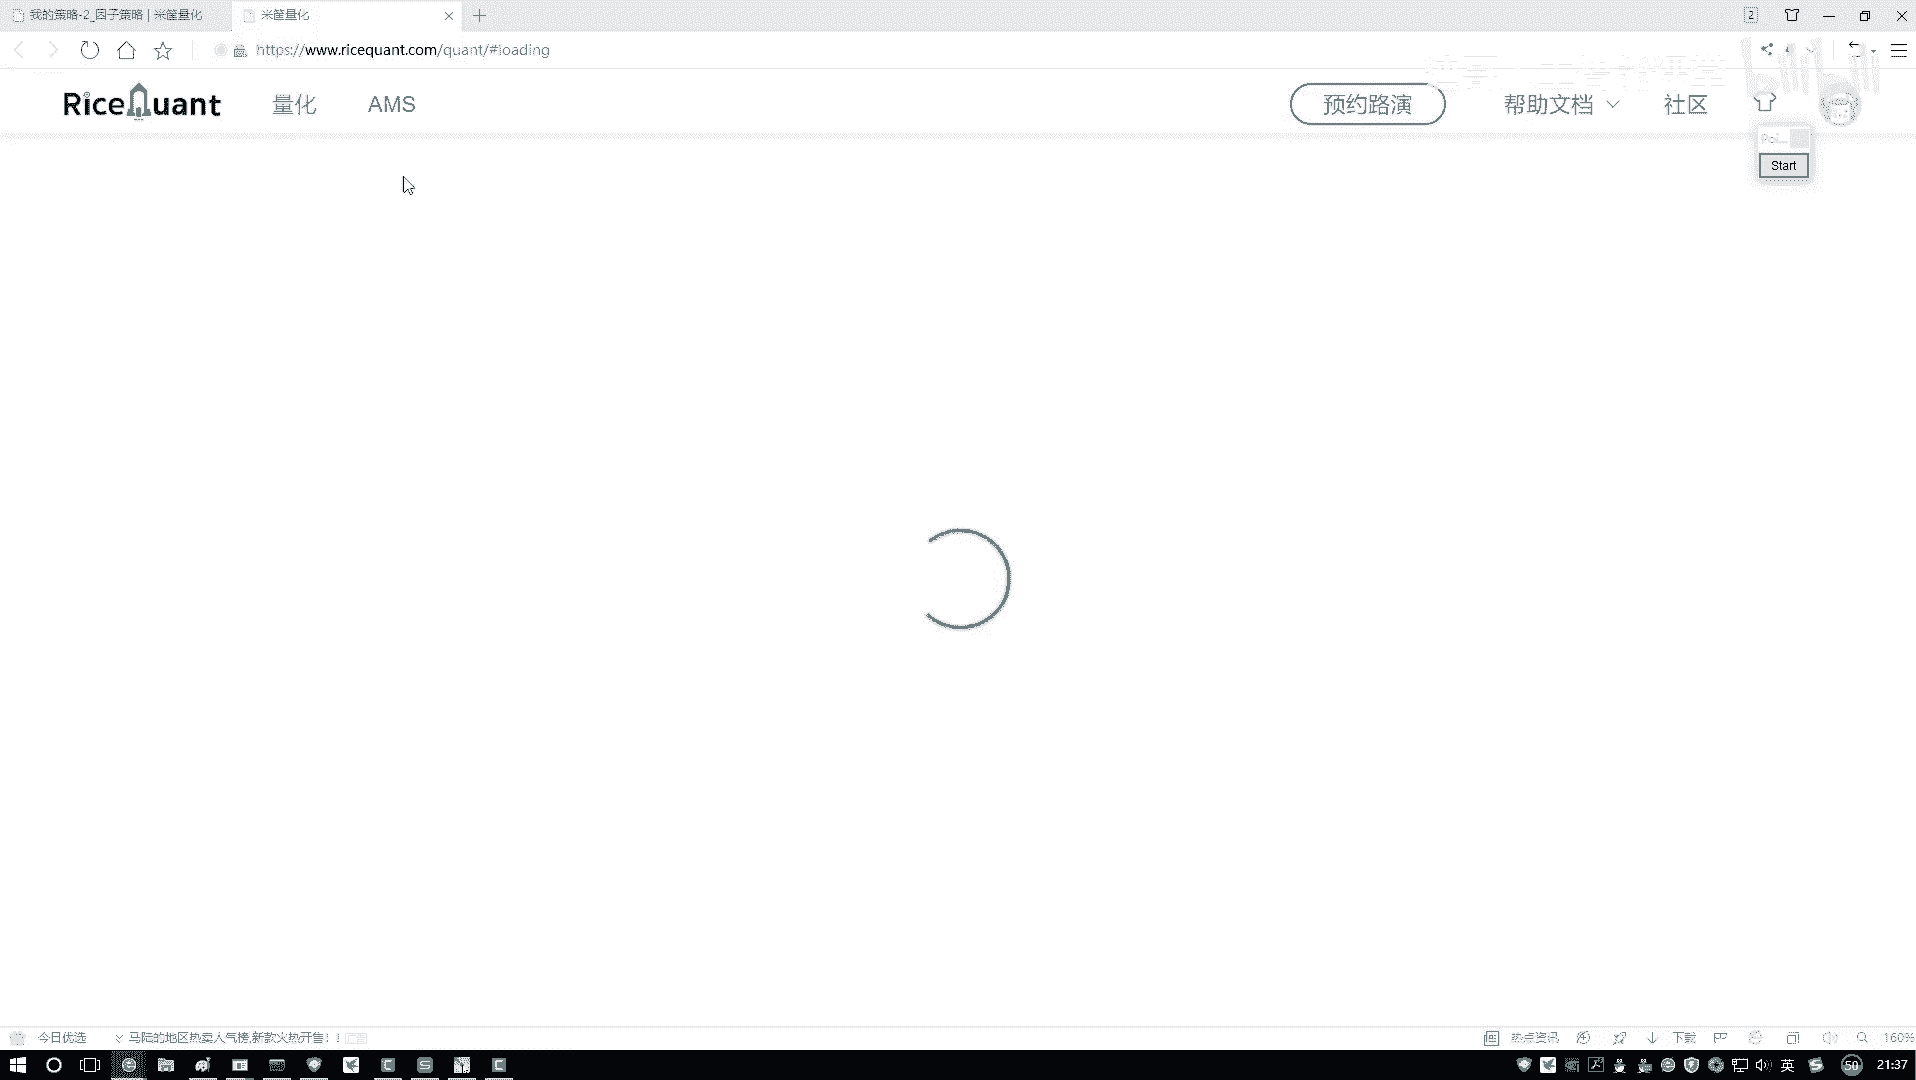 我的策略-2_因子策略 | 米筐量化
米筐量化
2
https://www.ricequant.com/quant/#loading
RiceQuant
量化
AMS
预约路演
帮助文档
社区
Start
今日优选
马陆的地区热卖人气榜,新款火热开售!
热点资讯
下载
160%
英
50
21:37